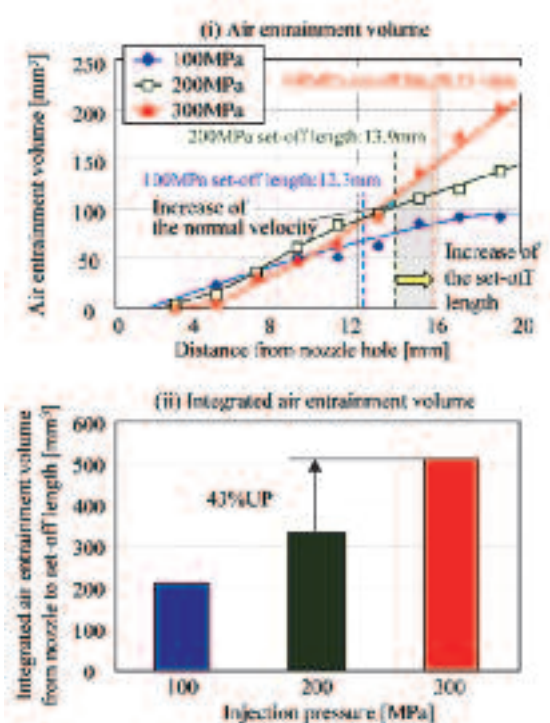 (i) Air entrainment volume
Air entrainment volume [mm³]
250
200
150
100
50
0
100MPa
200MPa
300MPa
200MPa set-off length:13.9mm
100MPa set-off length:12.3mm
Increase of
the normal velocity
Increase of
the set-off
length
0 4 8 12 16 20
Distance from nozzle hole [mm]
(ii) Integrated air entrainment volume
Integrated air entrainment volume
from nozzle to set-off length [mm³]
600
500
400
300
200
100
0
43%UP
100 200 300
Injection pressure [MPa]